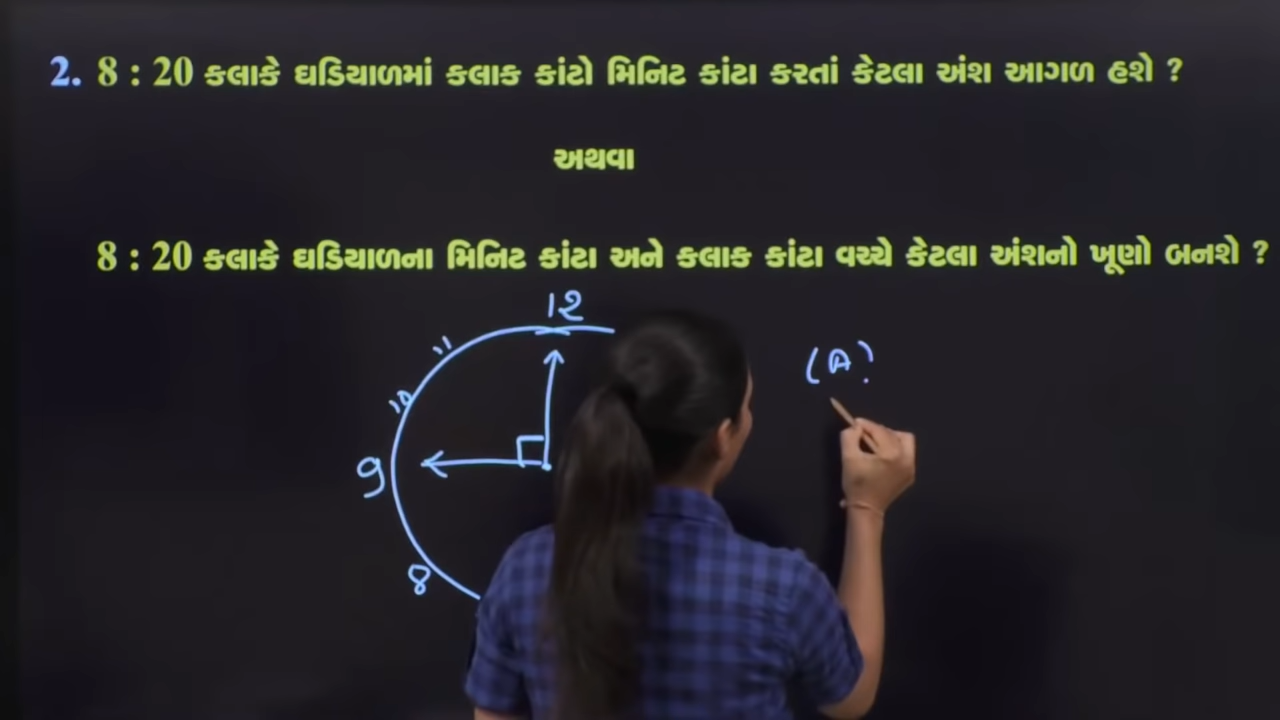 2. 8 : 20 કલાકે ઘડિયાળમાં કલાક કાંટો મિનિટ કાંટા કરતાં કેટલા અંશ આગળ હશે ?
અથવા
8 : 20 કલાકે ઘડિયાળના મિનિટ કાંટા અને કલાક કાંટા વચ્ચે કેટલા અંશનો ખૂણો બનશે ?
12
11
10
9
8
(A)